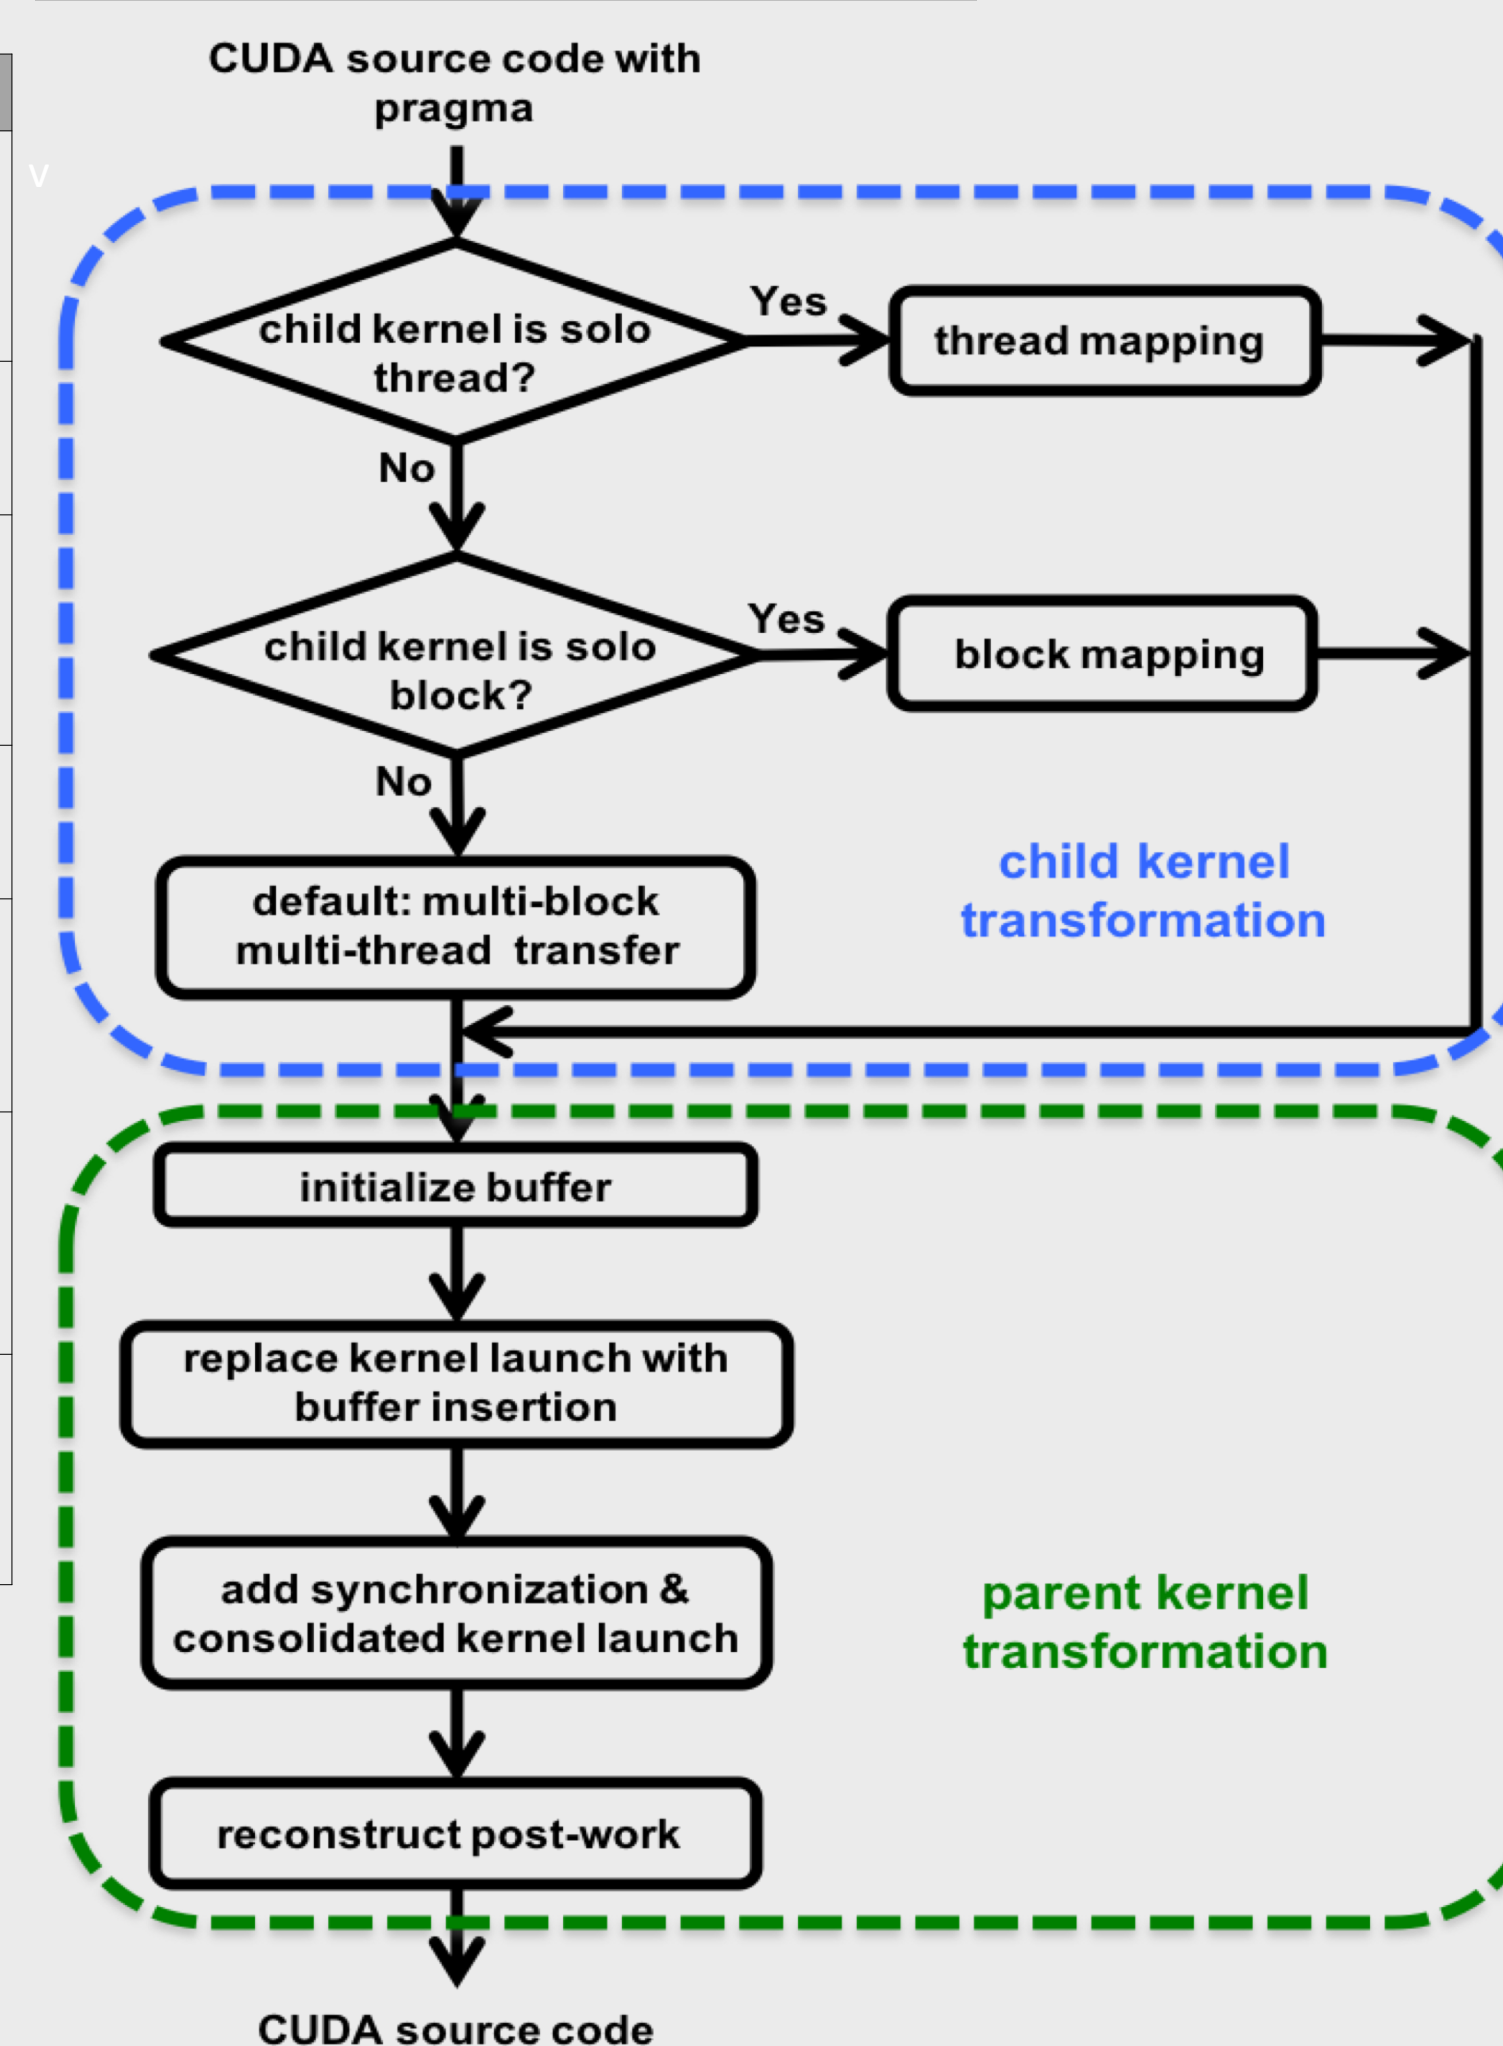 CUDA source code with
pragma
v
child kernel is solo
thread?
Yes
thread mapping
No
child kernel is solo
block?
Yes
block mapping
No
default: multi-block
multi-thread transfer
child kernel
transformation
initialize buffer
replace kernel launch with
buffer insertion
add synchronization &
consolidated kernel launch
parent kernel
transformation
reconstruct post-work
CUDA source code